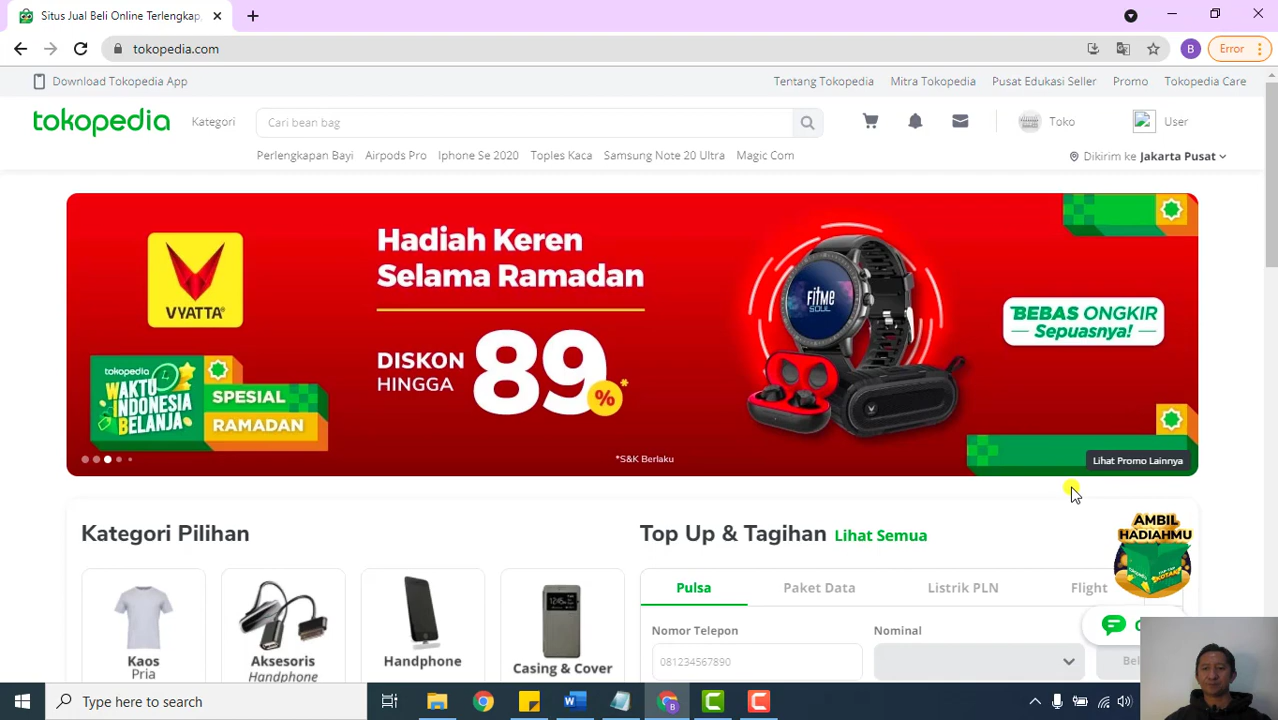 Situs Jual Beli Online Terlengkap,
tokopedia.com
B
Error
Download Tokopedia App
Tentang Tokopedia
Mitra Tokopedia
Pusat Edukasi Seller
Promo
Tokopedia Care
tokopedia
Kategori
Cari bean bag
Toko
User
Perlengkapan Bayi
Airpods Pro
Iphone Se 2020
Toples Kaca
Samsung Note 20 Ultra
Magic Com
Dikirim ke Jakarta Pusat
VYATTA
Hadiah Keren
Selama Ramadan
DISKON
HINGGA
89%*
FITME
SOUL
BEBAS ONGKIR
Sepuasnya!
tokopedia
WAKTU
INDONESIA
BELANJA
SPESIAL
RAMADAN
*S&K Berlaku
Lihat Promo Lainnya
Kategori Pilihan
Top Up & Tagihan
Lihat Semua
AMBIL
HADIAHMU
Pulsa
Paket Data
Listrik PLN
Flight
Nomor Telepon
Nominal
081234567890
Bel
Kaos
Pria
Aksesoris
Handphone
Handphone
Casing & Cover
Type here to search